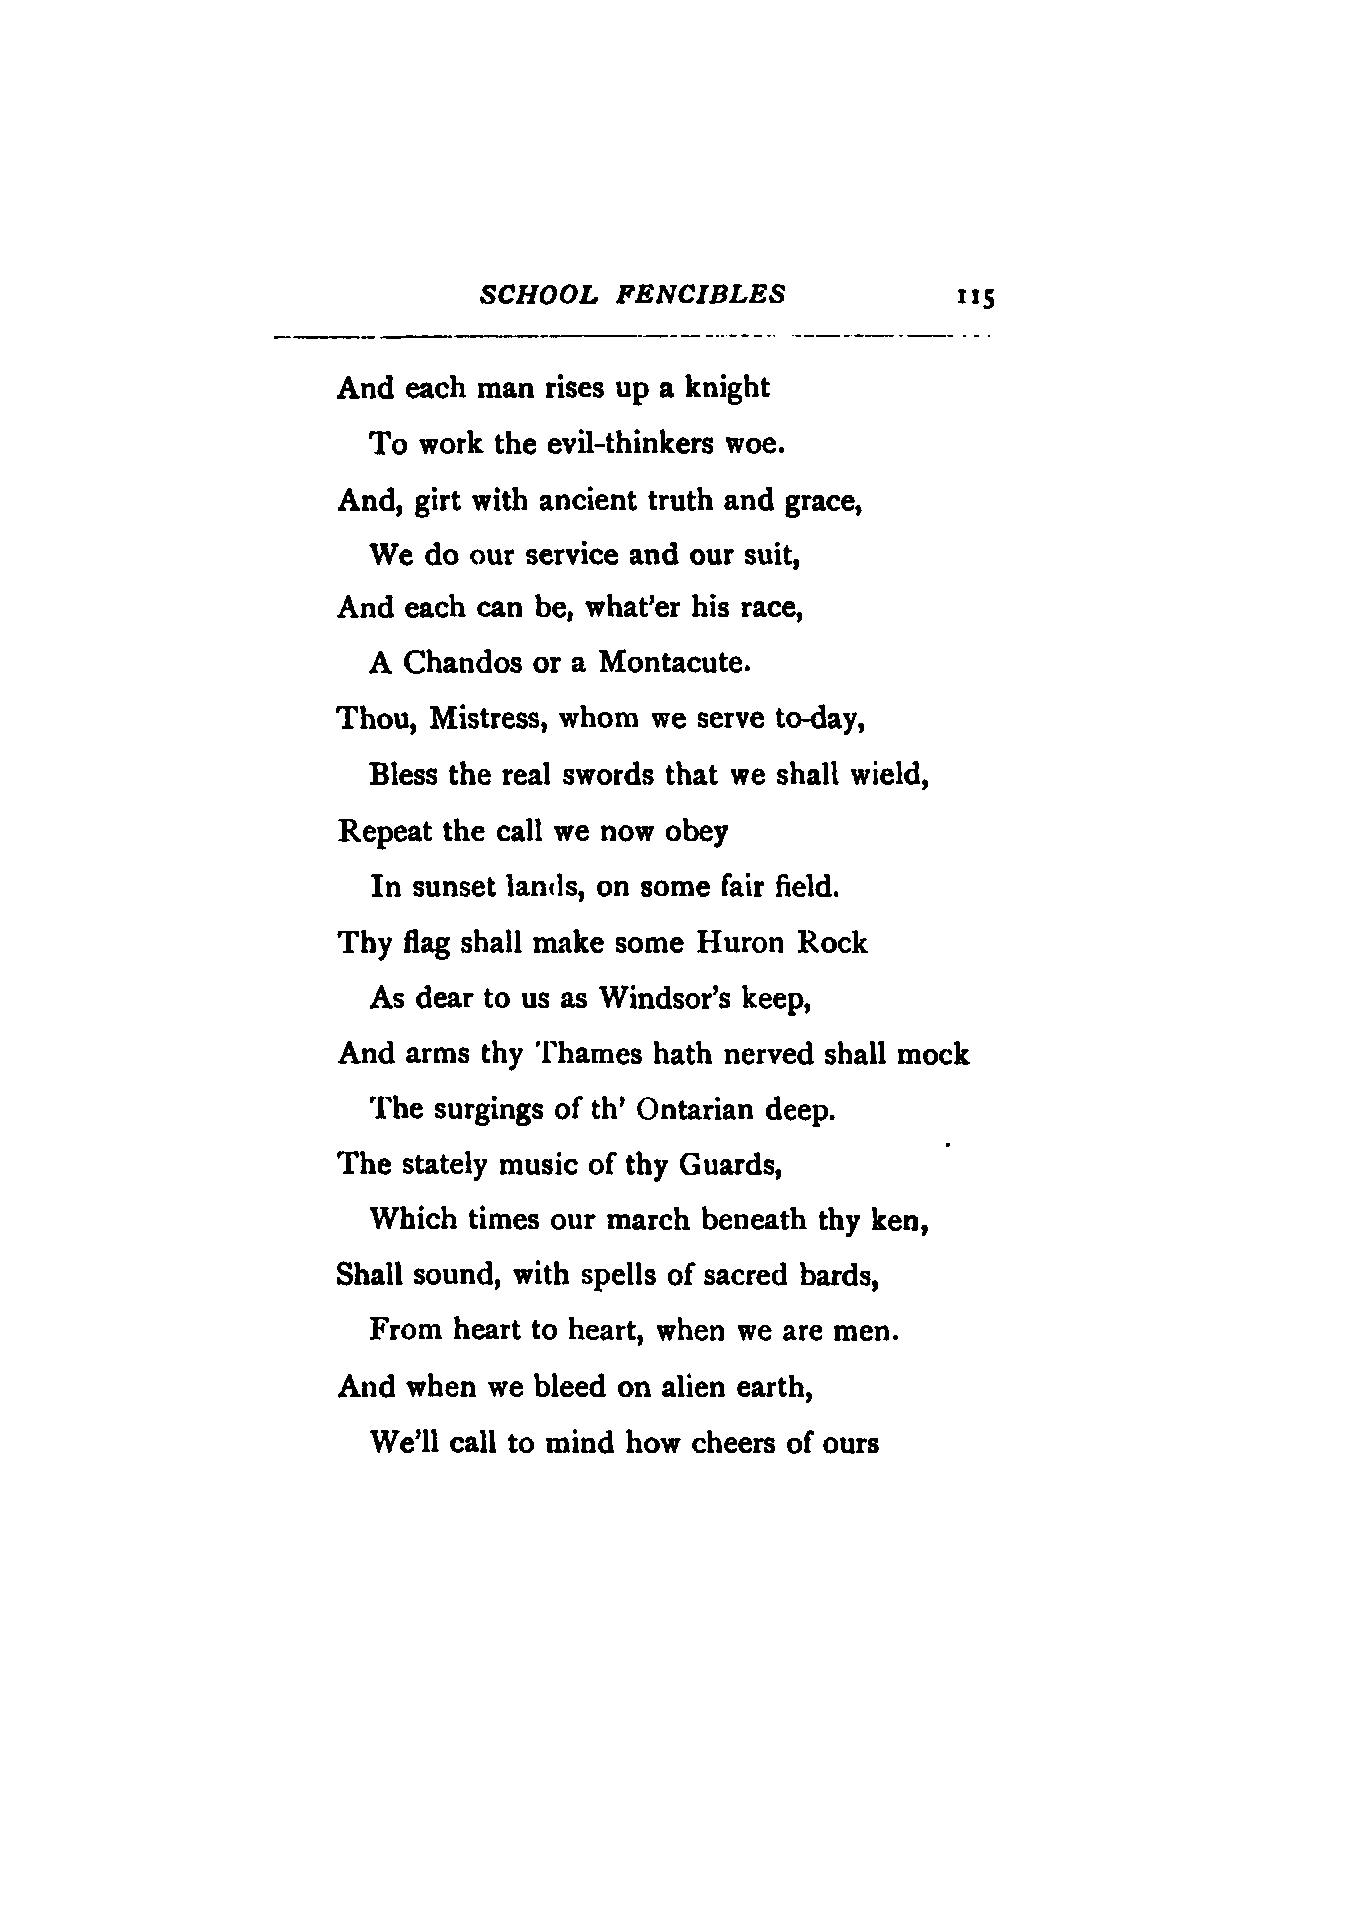 SCHOOL FENCIBLES 115
And each man rises up a knight
To work the evil-thinkers woe.
And, girt with ancient truth and grace,
We do our service and our suit,
And each can be, what'er his race,
A Chandos or a Montacute.
Thou, Mistress, whom we serve to-day,
Bless the real swords that we shall wield,
Repeat the call we now obey
In sunset lands, on some fair field.
Thy flag shall make some Huron Rock
As dear to us as Windsor's keep,
And arms thy Thames hath nerved shall mock
The surgings of th' Ontarian deep.
The stately music of thy Guards,
Which times our march beneath thy ken,
Shall sound, with spells of sacred bards,
From heart to heart, when we are men.
And when we bleed on alien earth,
We'll call to mind how cheers of ours